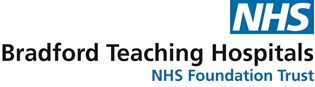 NHS
Bradford Teaching Hospitals
NHS Foundation Trust